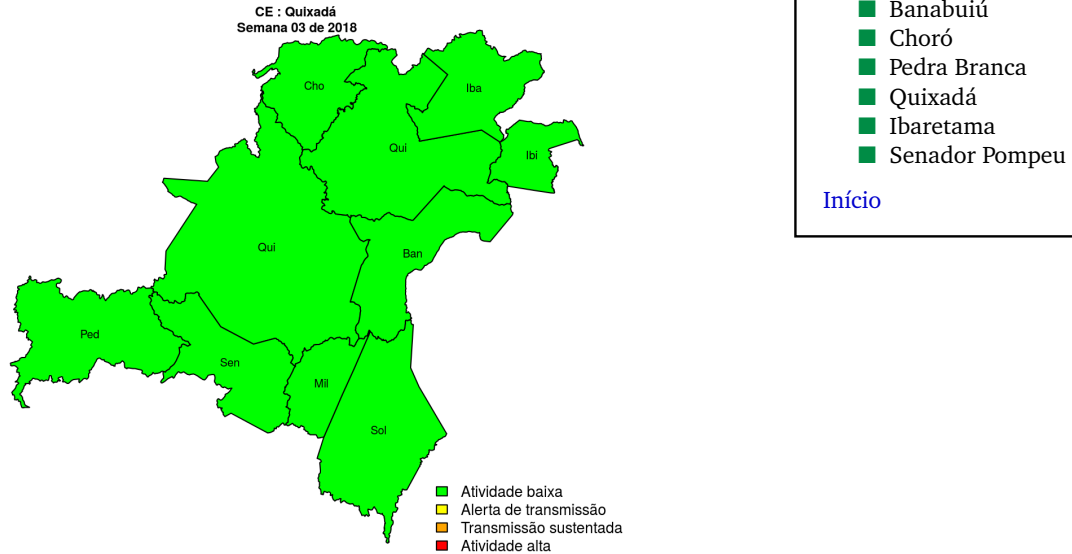 CE : Quixadá
Semana 03 de 2018
Cho
Iba
Qui
Ibi
Qui
Ban
Ped
Sen
Mil
Sol
Atividade baixa
Alerta de transmissão
Transmissão sustentada
Atividade alta
Banabuiú
Choró
Pedra Branca
Quixadá
Ibaretama
Senador Pompeu
Início